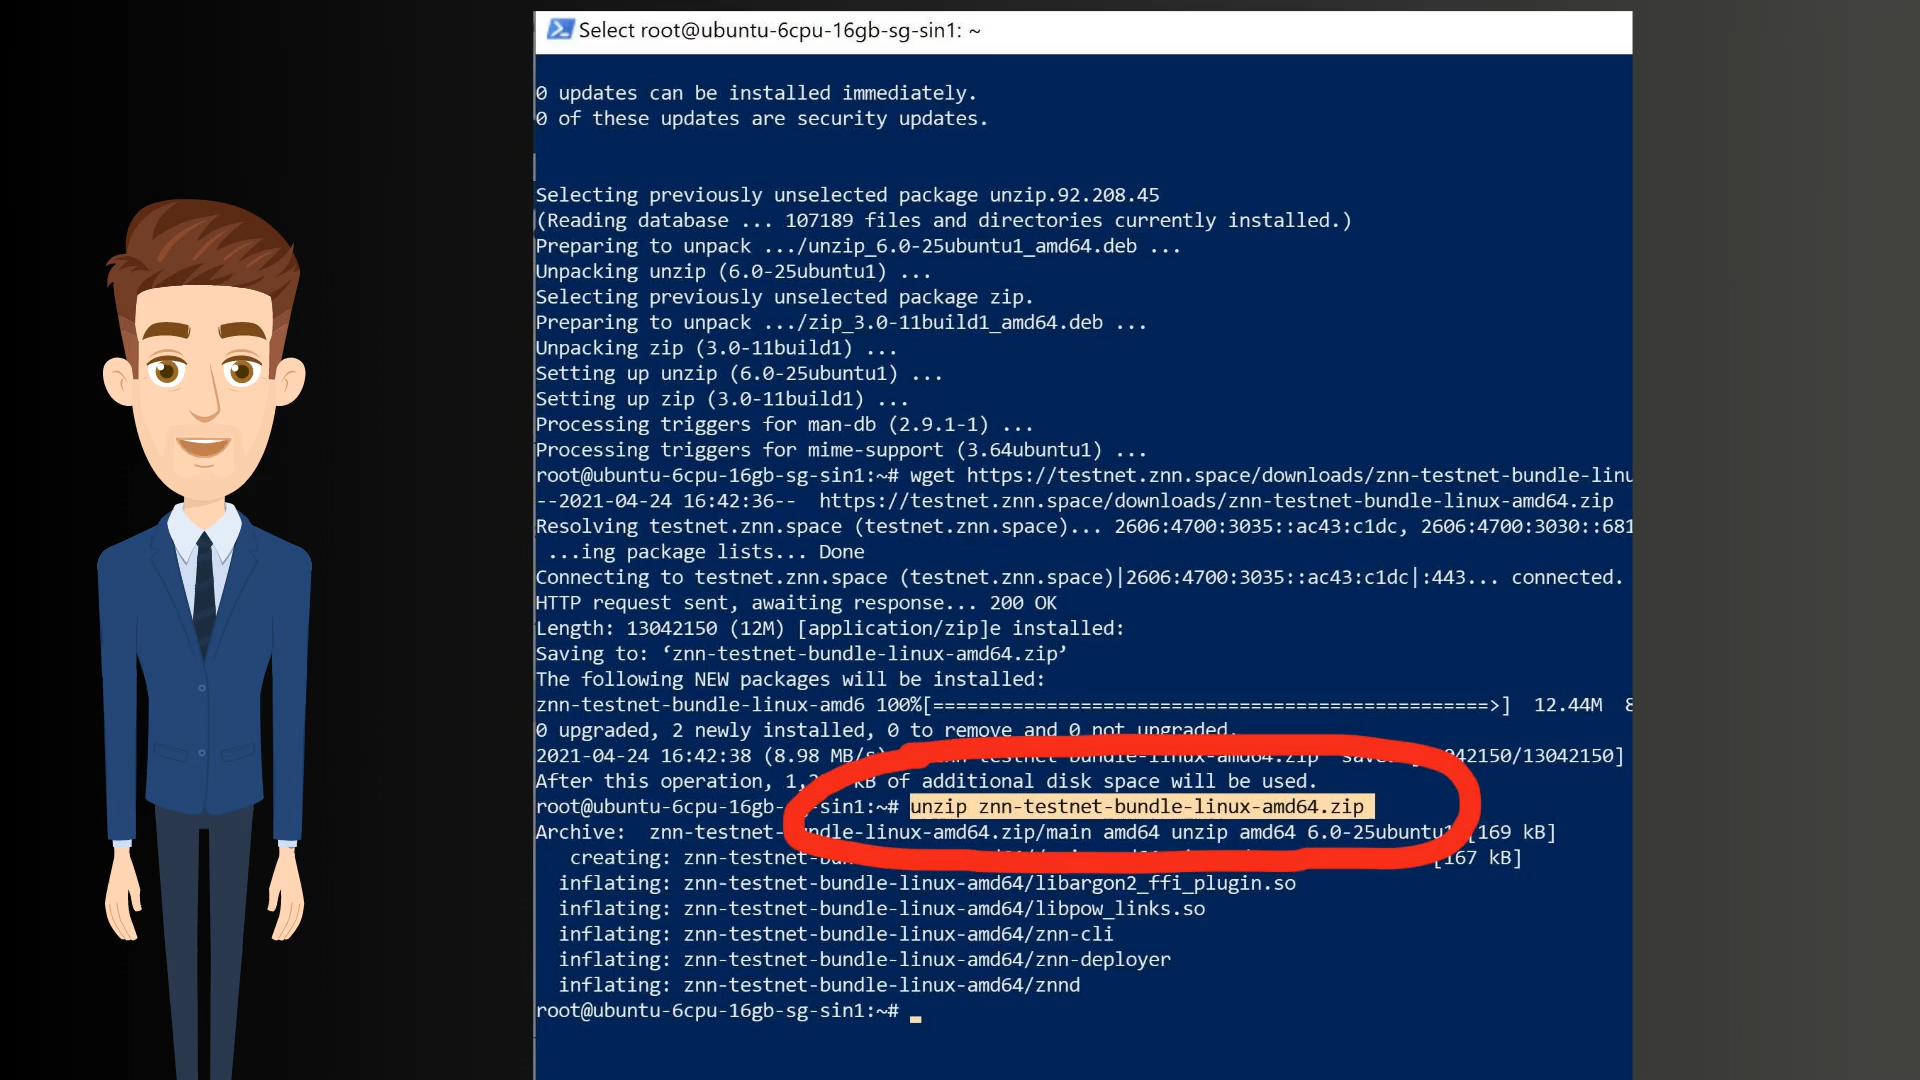 Select root@ubuntu-6cpu-16gb-sg-sin1: ~
0 updates can be installed immediately.
0 of these updates are security updates.
Selecting previously unselected package unzip.92.208.45
(Reading database ... 107189 files and directories currently installed.)
Preparing to unpack .../unzip_6.0-25ubuntu1_amd64.deb ...
Unpacking unzip (6.0-25ubuntu1) ...
Selecting previously unselected package zip.
Preparing to unpack .../zip_3.0-11build1_amd64.deb ...
Unpacking zip (3.0-11build1) ...
Setting up unzip (6.0-25ubuntu1) ...
Setting up zip (3.0-11build1) ...
Processing triggers for man-db (2.9.1-1) ...
Processing triggers for mime-support (3.64ubuntu1) ...
root@ubuntu-6cpu-16gb-sg-sin1:~# wget https://testnet.znn.space/downloads/znn-testnet-bundle-linu
--2021-04-24 16:42:36--  https://testnet.znn.space/downloads/znn-testnet-bundle-linux-amd64.zip
Resolving testnet.znn.space (testnet.znn.space)... 2606:4700:3035::ac43:c1dc, 2606:4700:3030::681
...ing package lists... Done
Connecting to testnet.znn.space (testnet.znn.space)|2606:4700:3035::ac43:c1dc|:443... connected.
HTTP request sent, awaiting response... 200 OK
Length: 13042150 (12M) [application/zip]e installed:
Saving to: ‘znn-testnet-bundle-linux-amd64.zip’
The following NEW packages will be installed:
znn-testnet-bundle-linux-amd6 100%[=================================================>]  12.44M
0 upgraded, 2 newly installed, 0 to remove and 0 not upgraded.
2021-04-24 16:42:38 (8.98 MB/s) testnet-bundle-linux-amd64.zip 042150/13042150]
After this operation, kB of additional disk space will be used.
root@ubuntu-6cpu-16gb-sg-sin1:~# unzip znn-testnet-bundle-linux-amd64.zip
Archive:  znn-testnet-bundle-linux-amd64.zip/main amd64 unzip amd64 6.0-25ubuntu1 [169 kB]
creating: znn-testnet- [167 kB]
inflating: znn-testnet-bundle-linux-amd64/libargon2_ffi_plugin.so
inflating: znn-testnet-bundle-linux-amd64/libpow_links.so
inflating: znn-testnet-bundle-linux-amd64/znn-cli
inflating: znn-testnet-bundle-linux-amd64/znn-deployer
inflating: znn-testnet-bundle-linux-amd64/znnd
root@ubuntu-6cpu-16gb-sg-sin1:~#